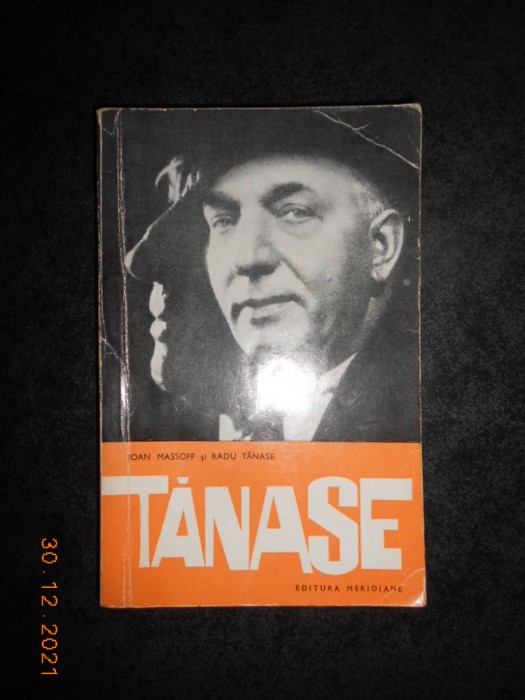 IOAN MASSOFF și RADU TĂNASE
TĂNASE
EDITURA MERIDIANE
30.12.2021